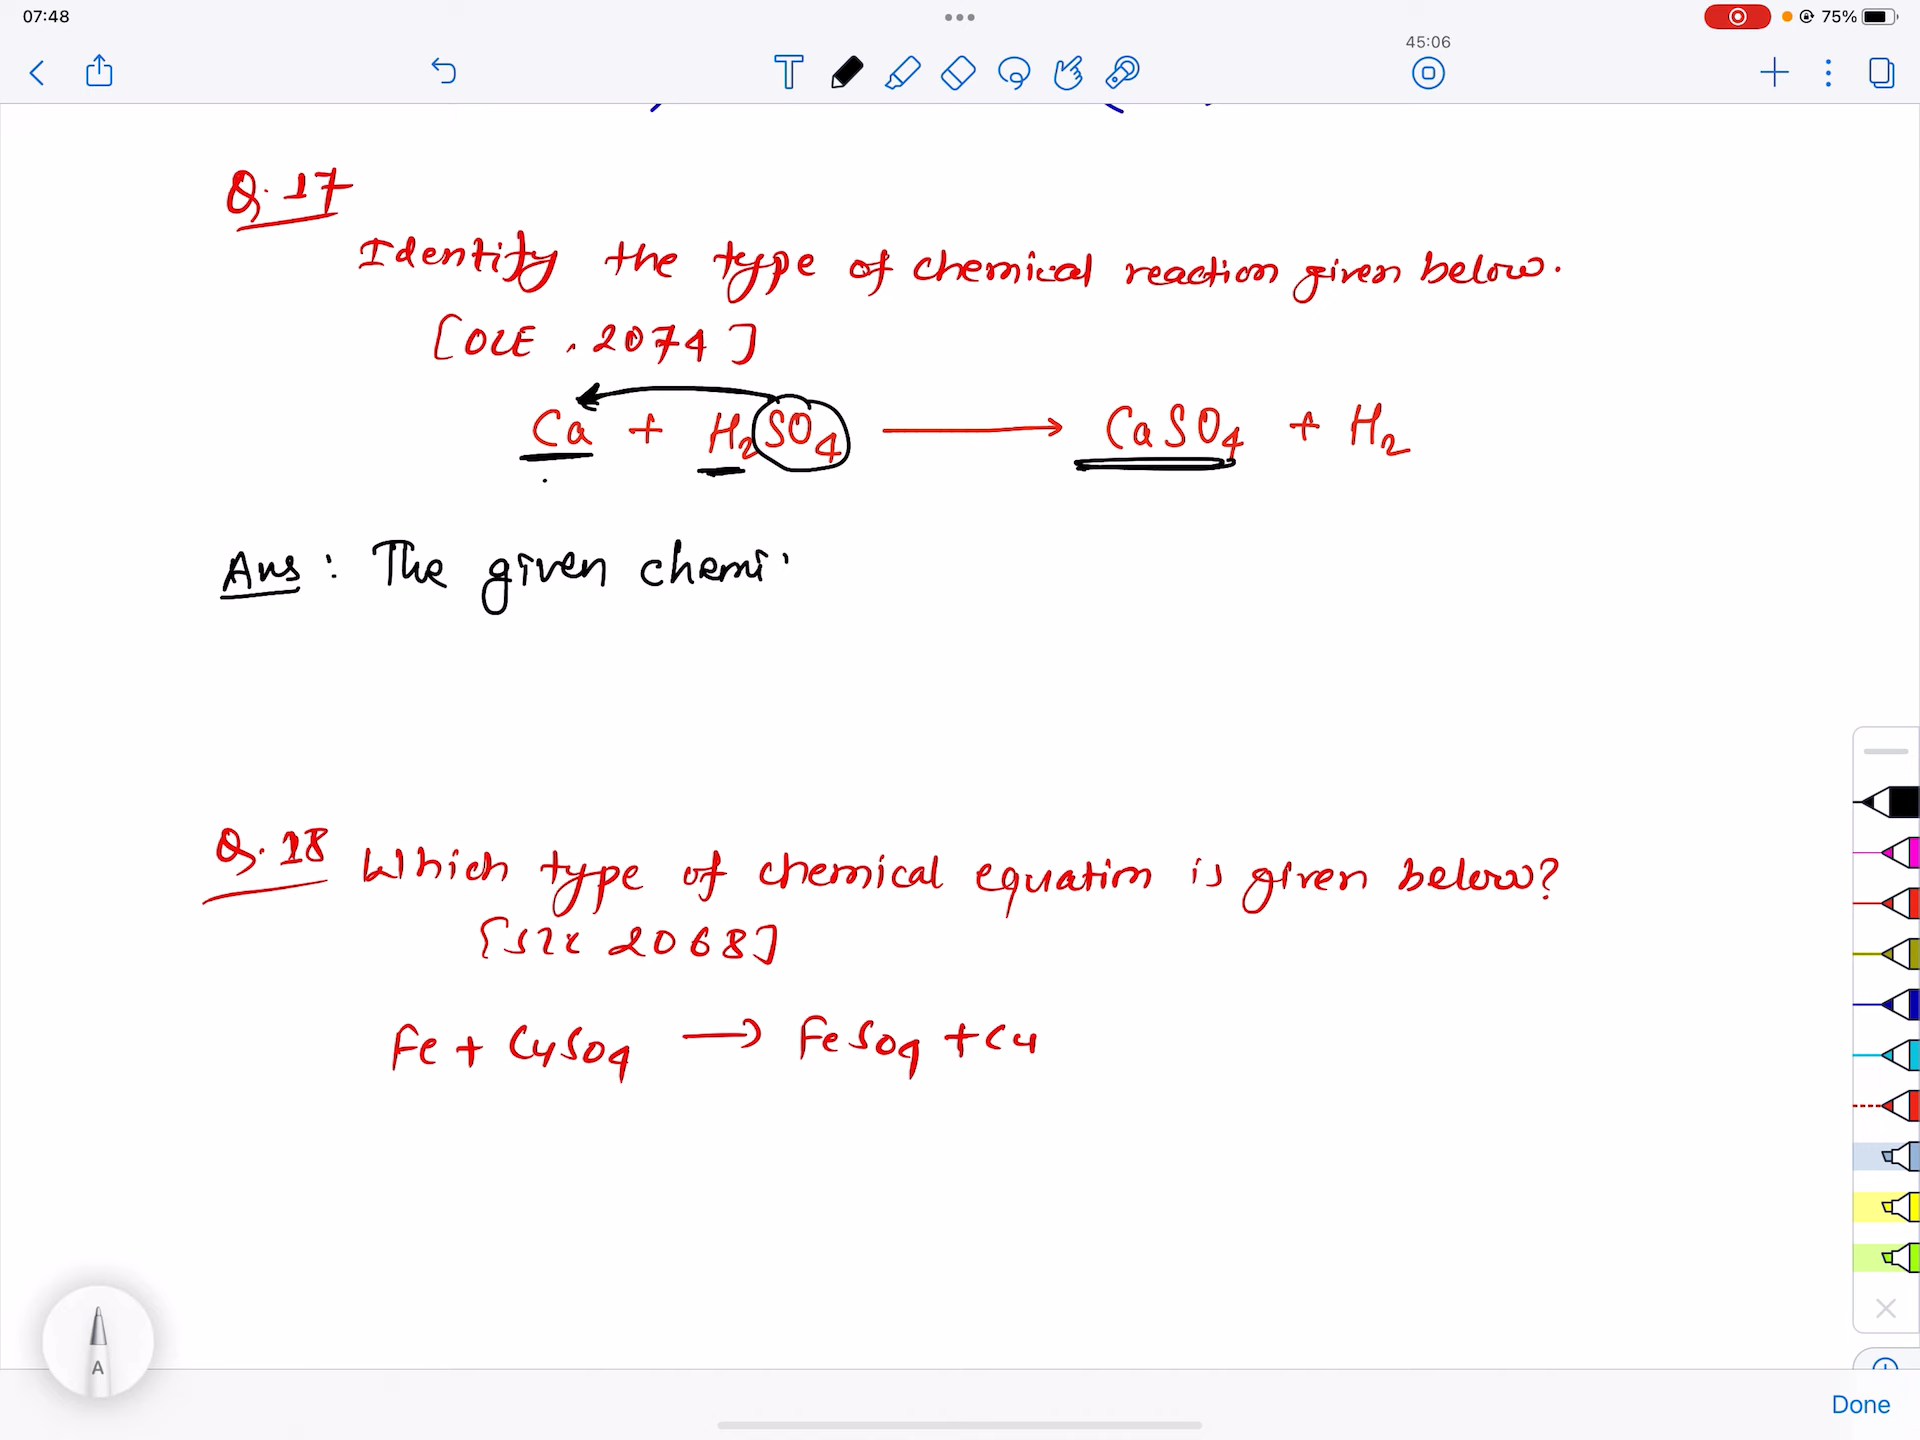 07:48
75%
45:06
Q. 17
Identify the type of chemical reaction given below.
[OLE . 2074]
Ca + H₂SO₄ ⟶ CaSO₄ + H₂
Ans : The given chemi
Q. 18 Which type of chemical equation is given below?
2068]
Fe + CuSO₄ → FeSO₄ + Cu
A
Done